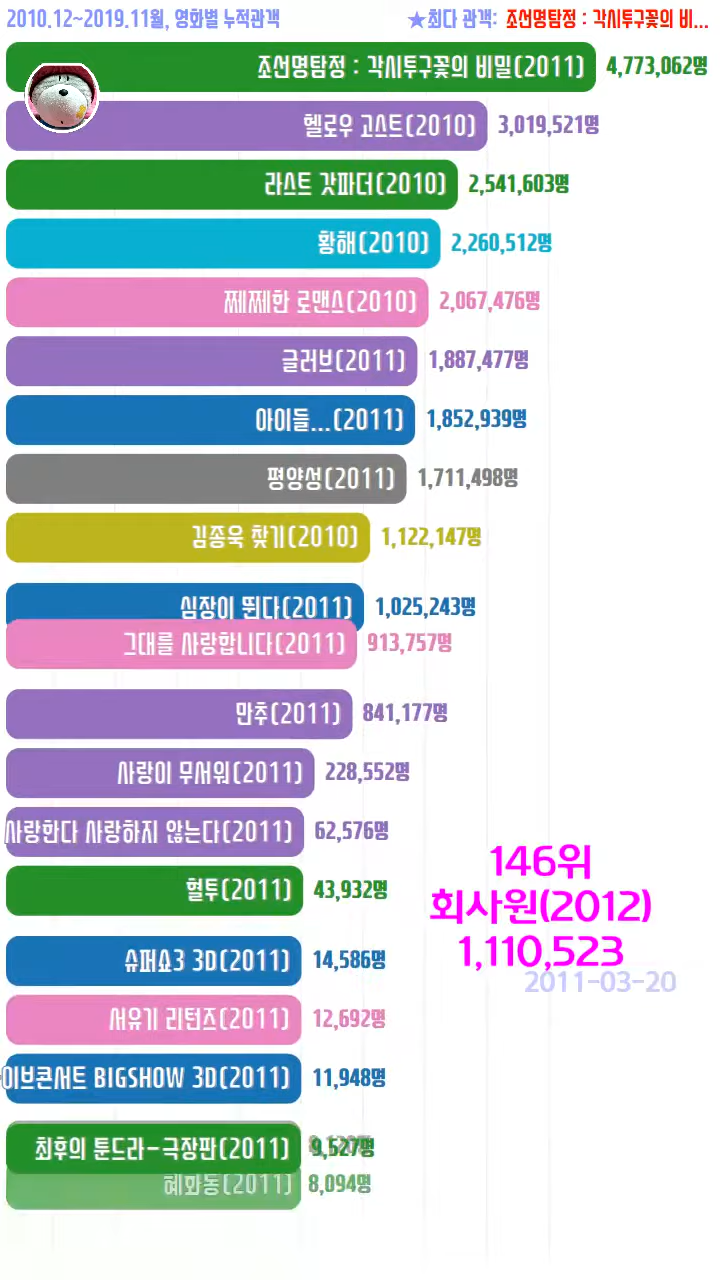 2010.12~2019.11월, 영화별 누적관객
★최다 관객: 조선명탐정 : 각시투구꽃의 비...
조선명탐정 : 각시투구꽃의 비밀(2011) 4,773,062명
헬로우 고스트(2010) 3,019,521명
라스트 갓파더(2010) 2,541,603명
황해(2010) 2,260,512명
쩨쩨한 로맨스(2010) 2,067,476명
글러브(2011) 1,887,477명
아이들...(2011) 1,852,939명
평양성(2011) 1,711,498명
김종욱 찾기(2010) 1,122,147명
심장이 뛴다(2011) 1,025,243명
그대를 사랑합니다(2011) 913,757명
만추(2011) 841,177명
사랑이 무서워(2011) 228,552명
사랑한다 사랑하지 않는다(2011) 62,576명
혈투(2011) 43,932명
146위
회사원(2012)
1,110,523
2011-03-20
슈퍼쇼3 3D(2011) 14,586명
서유기 리턴즈(2011) 12,692명
이브콘서트 BIGSHOW 3D(2011) 11,948명
최후의 툰드라-극장판(2011) 9,527명
혜화동(2011) 8,094명